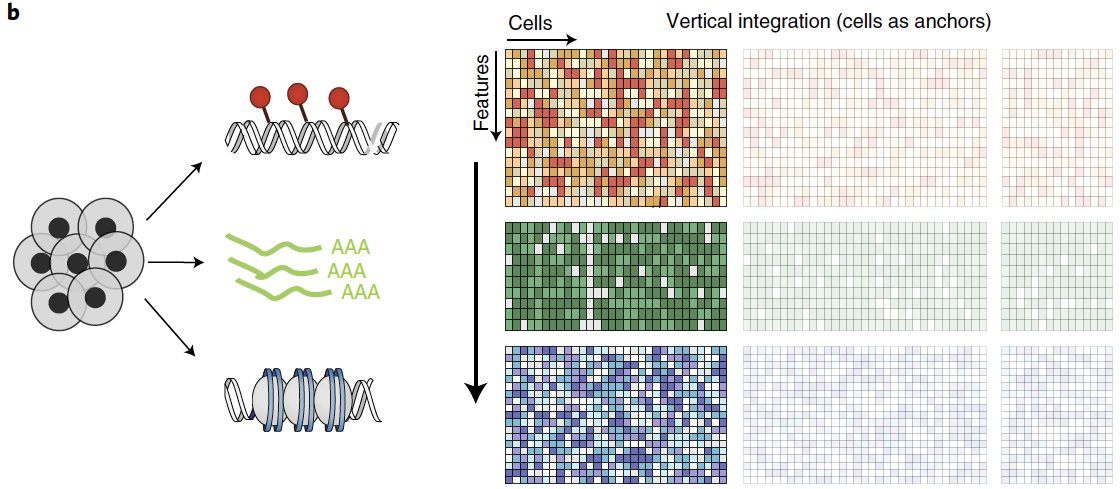 b
Cells
Vertical integration (cells as anchors)
Features
AAA
AAA
AAA